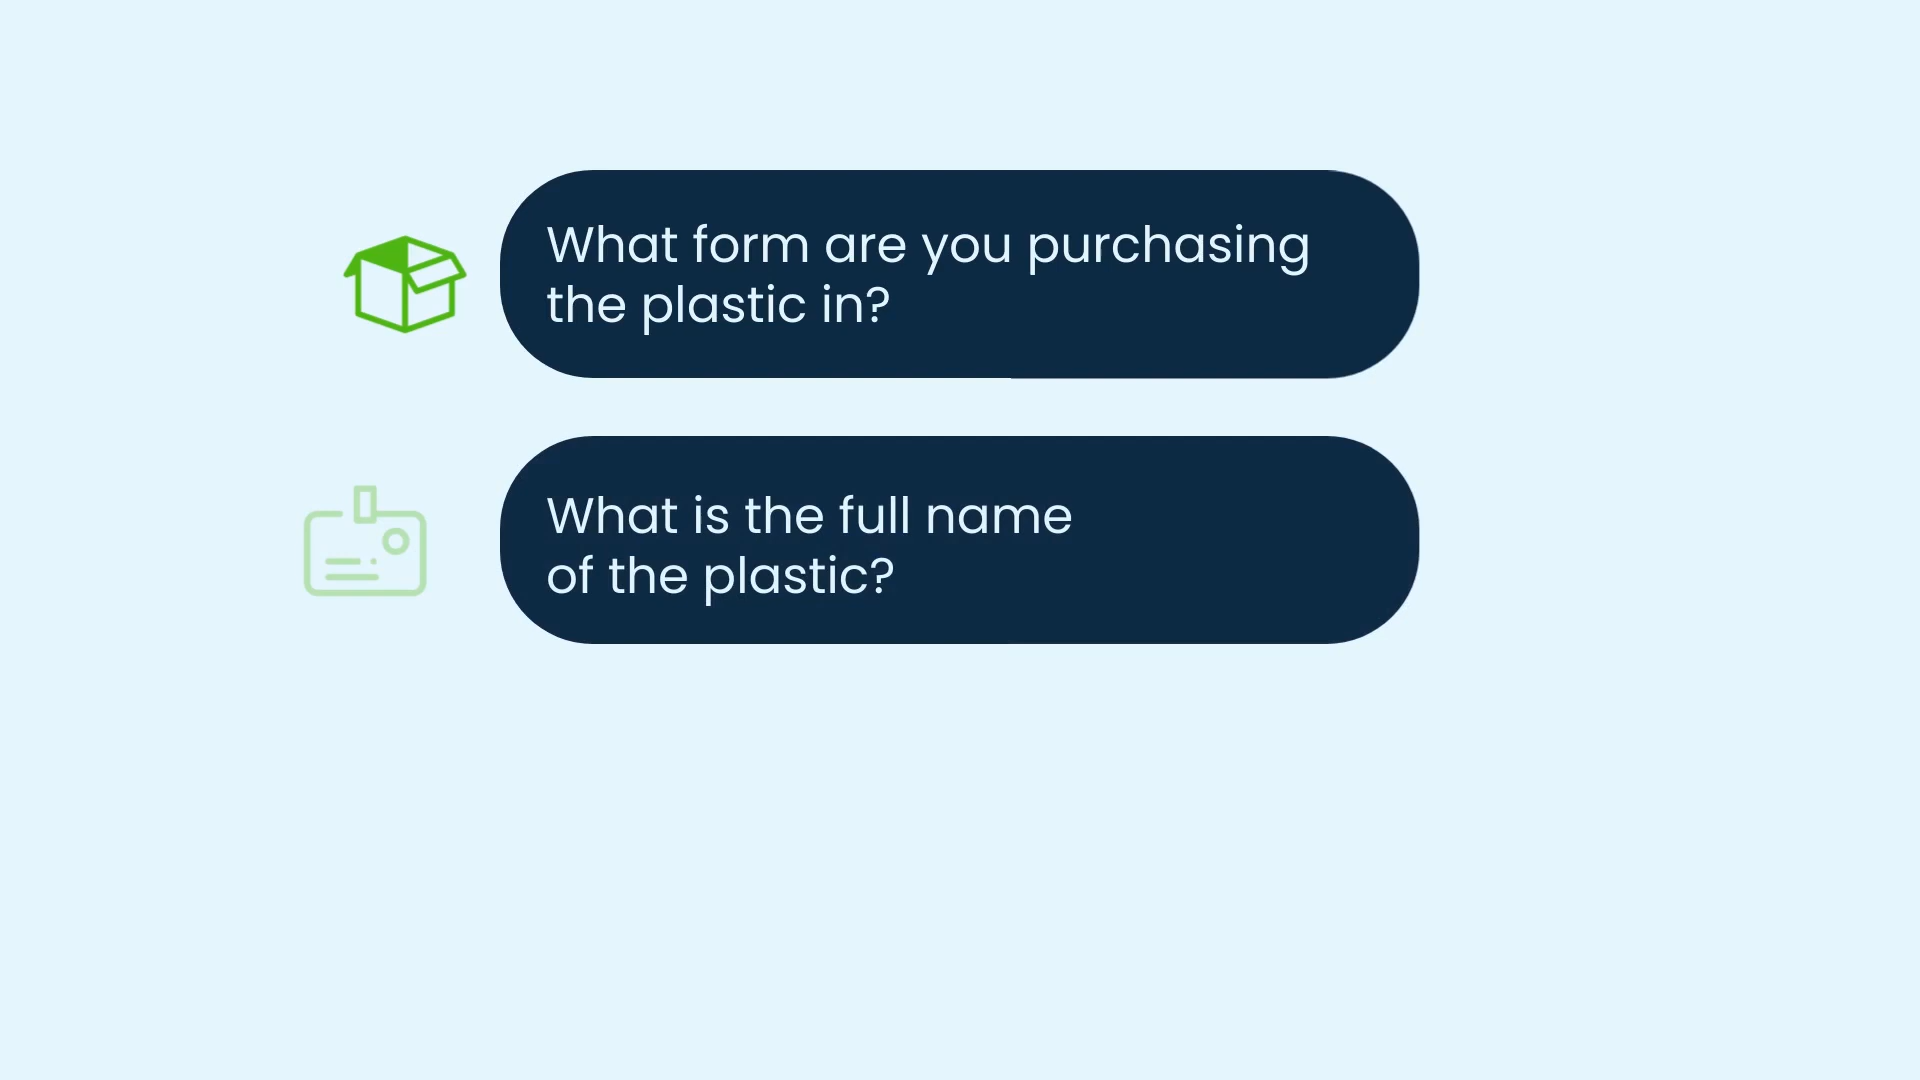 What form are you purchasing
the plastic in?
What is the full name
of the plastic?